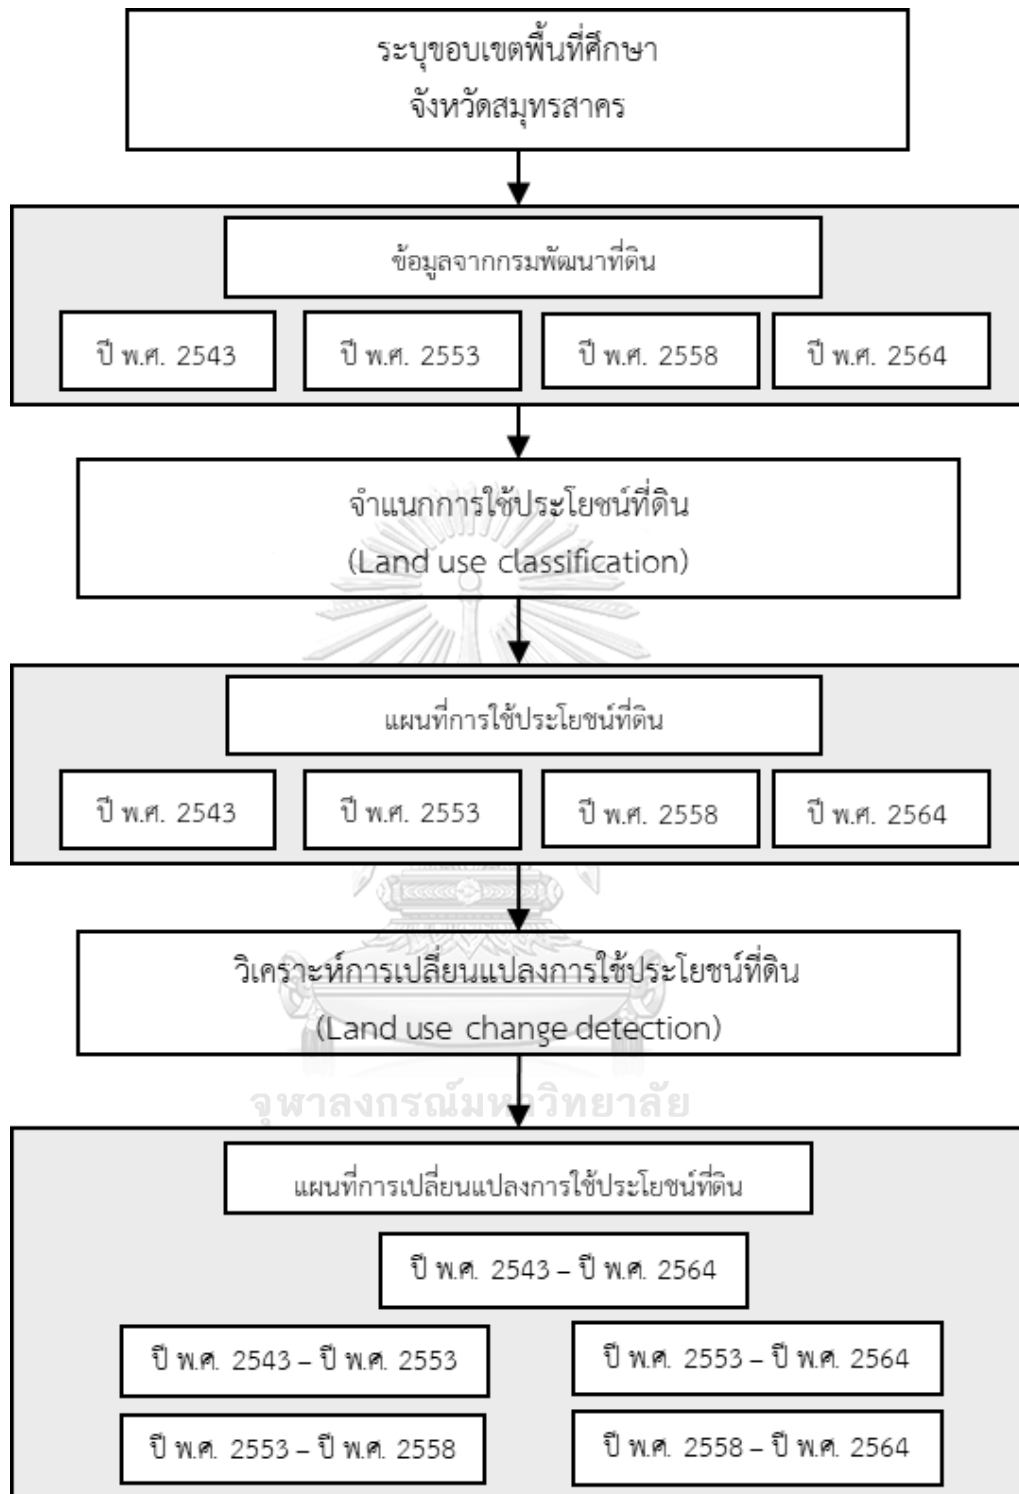 ระบุขอบเขตพื้นที่ศึกษา
จังหวัดสมุทรสาคร
ข้อมูลจากกรมพัฒนาที่ดิน
ปี พ.ศ. 2543
ปี พ.ศ. 2553
ปี พ.ศ. 2558
ปี พ.ศ. 2564
จำแนกการใช้ประโยชน์ที่ดิน
(Land use classification)
แผนที่การใช้ประโยชน์ที่ดิน
ปี พ.ศ. 2543
ปี พ.ศ. 2553
ปี พ.ศ. 2558
ปี พ.ศ. 2564
วิเคราะห์การเปลี่ยนแปลงการใช้ประโยชน์ที่ดิน
(Land use change detection)
จุฬาลงกรณ์มหาวิทยาลัย
แผนที่การเปลี่ยนแปลงการใช้ประโยชน์ที่ดิน
ปี พ.ศ. 2543 – ปี พ.ศ. 2564
ปี พ.ศ. 2543 – ปี พ.ศ. 2553
ปี พ.ศ. 2553 – ปี พ.ศ. 2564
ปี พ.ศ. 2553 – ปี พ.ศ. 2558
ปี พ.ศ. 2558 – ปี พ.ศ. 2564